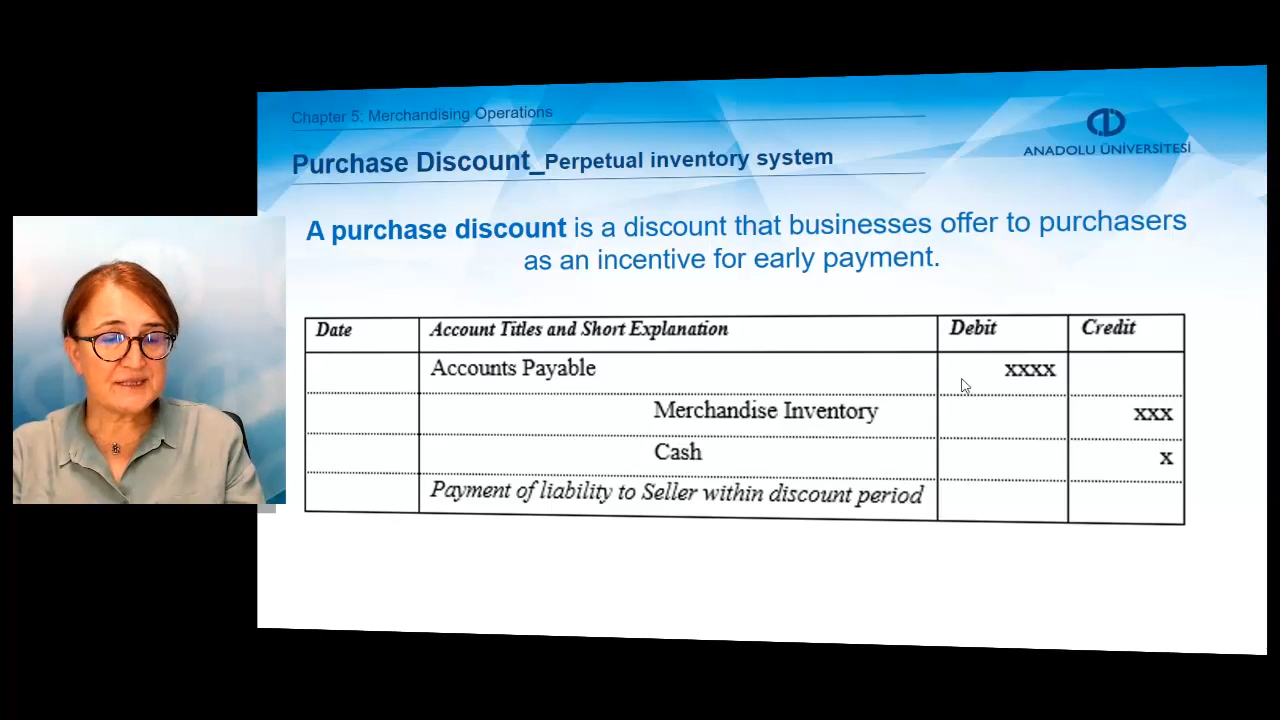 Chapter 5: Merchandising Operations
ANADOLU ÜNİVERSİTESİ
Purchase Discount_Perpetual inventory system
A purchase discount is a discount that businesses offer to purchasers
as an incentive for early payment.
Date Account Titles and Short Explanation Debit Credit
Accounts Payable xxxx
Merchandise Inventory xxx
Cash x
Payment of liability to Seller within discount period